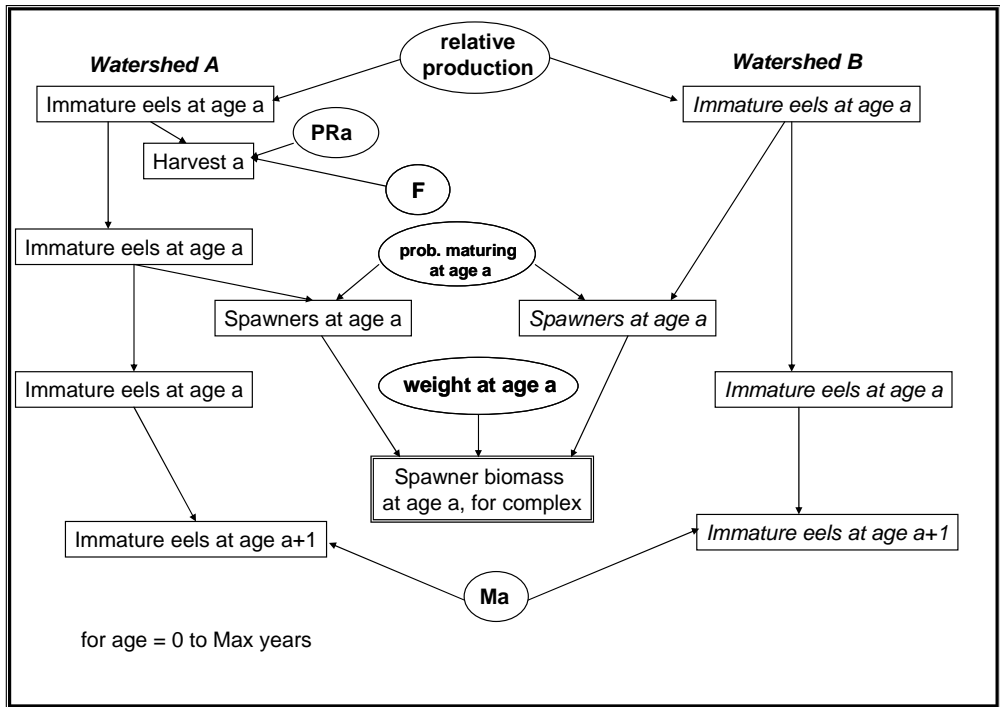 relative
production
Watershed A
Watershed B
Immature eels at age a
Immature eels at age a
PRa
Harvest a
F
Immature eels at age a
prob. maturing
at age a
Spawners at age a
Spawners at age a
weight at age a
Immature eels at age a
Immature eels at age a
Spawner biomass
at age a, for complex
Immature eels at age a+1
Immature eels at age a+1
Ma
for age = 0 to Max years